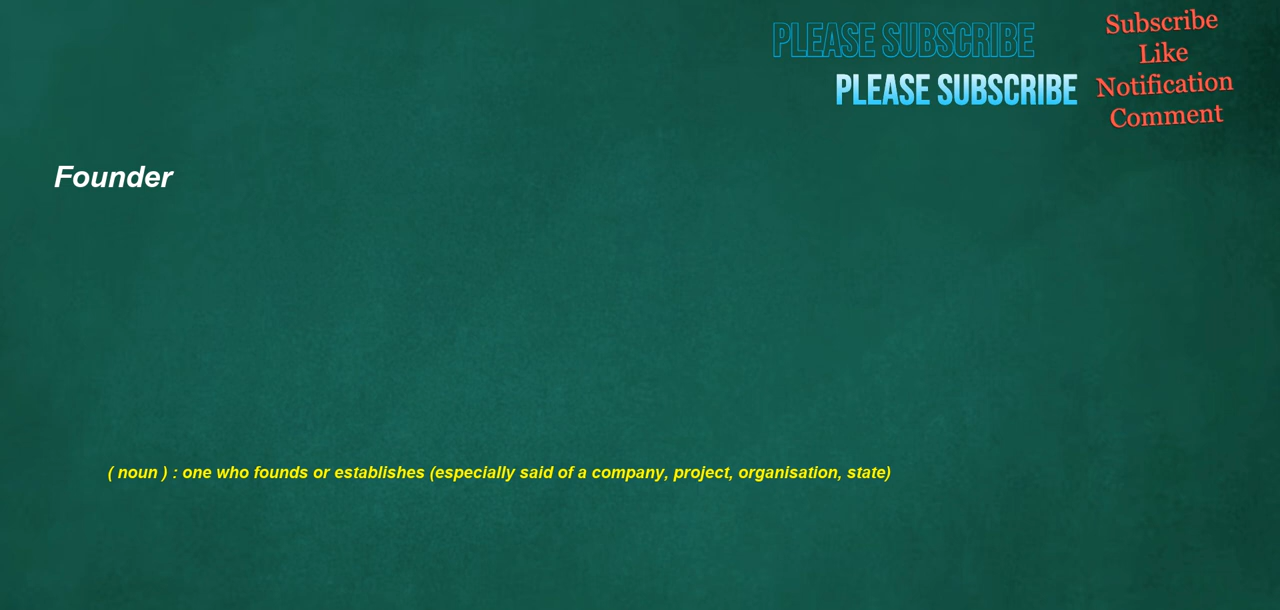 PLEASE SUBSCRIBE
PLEASE SUBSCRIBE
Subscribe
Like
Notification
Comment
Founder
( noun ) : one who founds or establishes (especially said of a company, project, organisation, state)